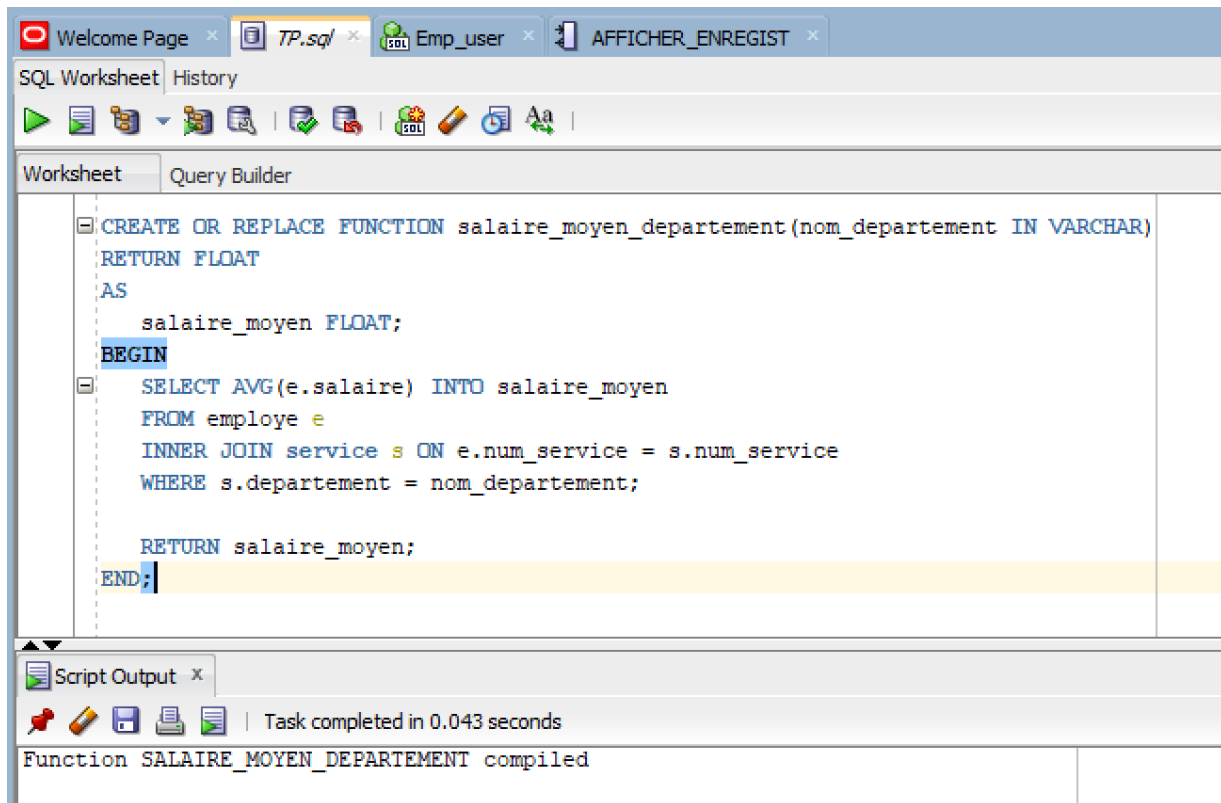 Welcome Page TP.sql Emp_user AFFICHER_ENREGIST
SQL Worksheet History
Worksheet Query Builder
CREATE OR REPLACE FUNCTION salaire_moyen_departement(nom_departement IN VARCHAR)
RETURN FLOAT
AS
salaire_moyen FLOAT;
BEGIN
SELECT AVG(e.salaire) INTO salaire_moyen
FROM employe e
INNER JOIN service s ON e.num_service = s.num_service
WHERE s.departement = nom_departement;
RETURN salaire_moyen;
END;
Script Output x
Task completed in 0.043 seconds
Function SALAIRE_MOYEN_DEPARTEMENT compiled